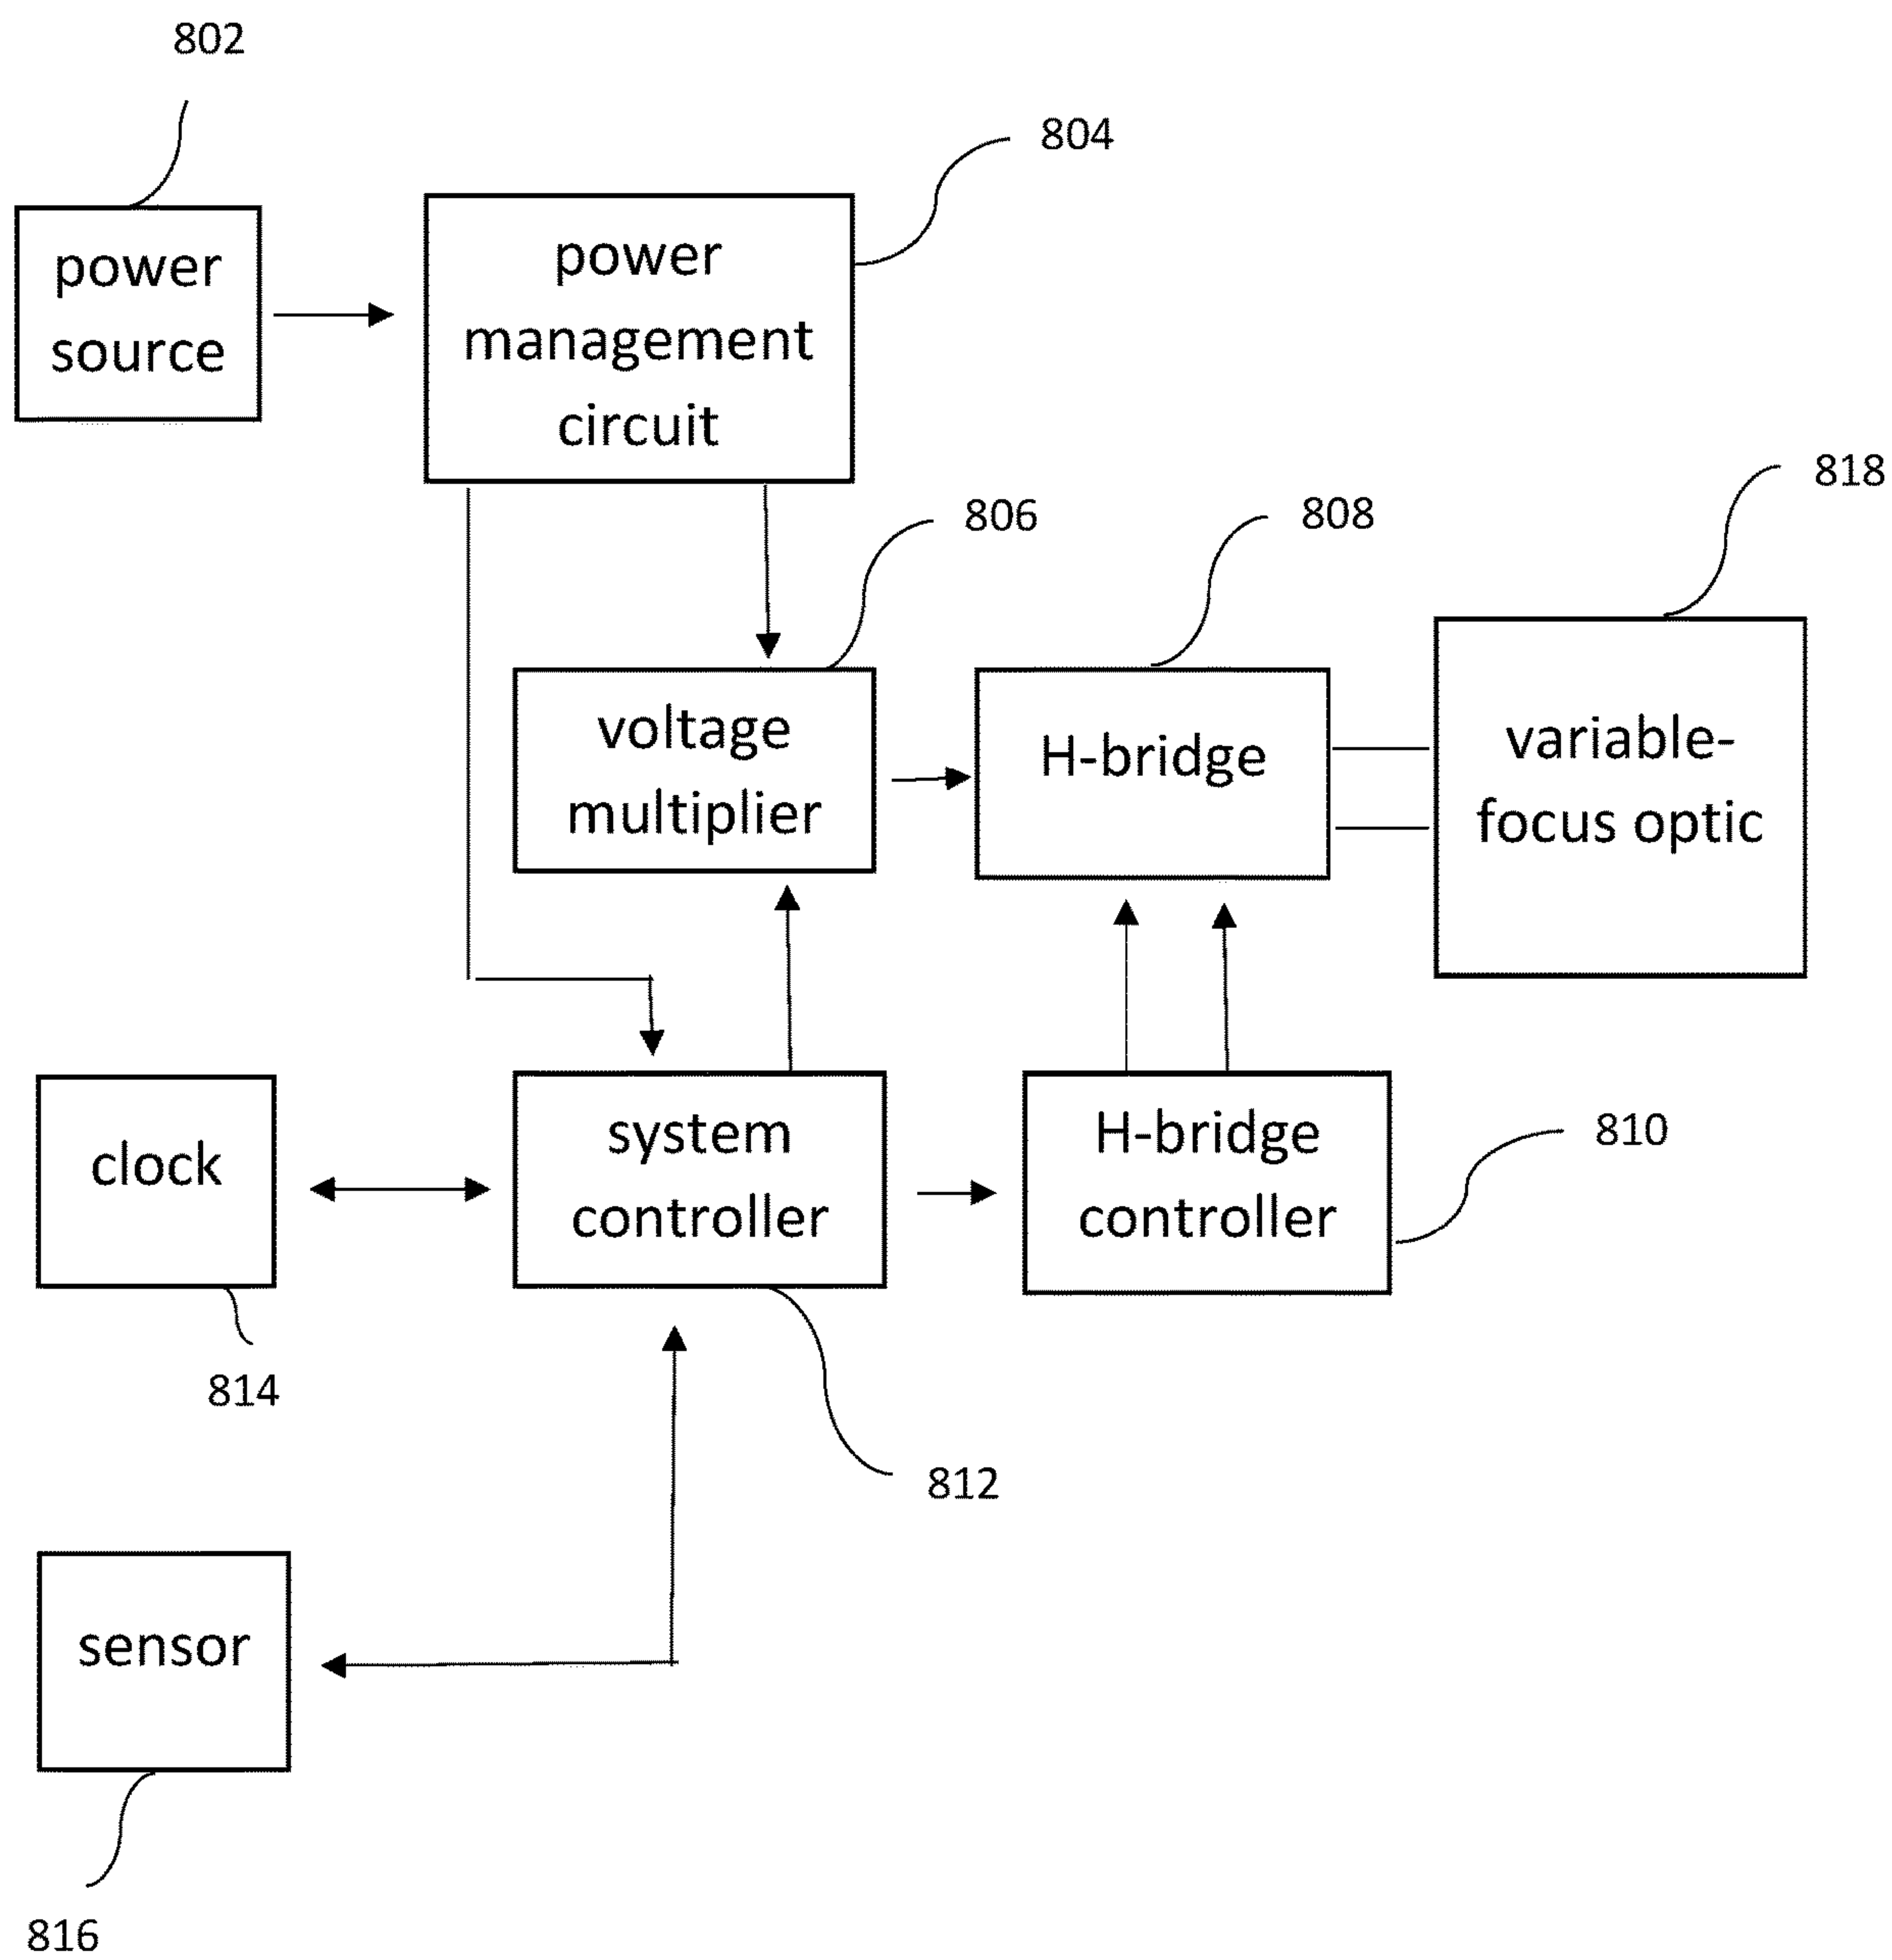 802
804
power
source
power
management
circuit
806
808
818
voltage
multiplier
H-bridge
variable-
focus optic
clock
system
controller
H-bridge
controller
810
814
812
sensor
816